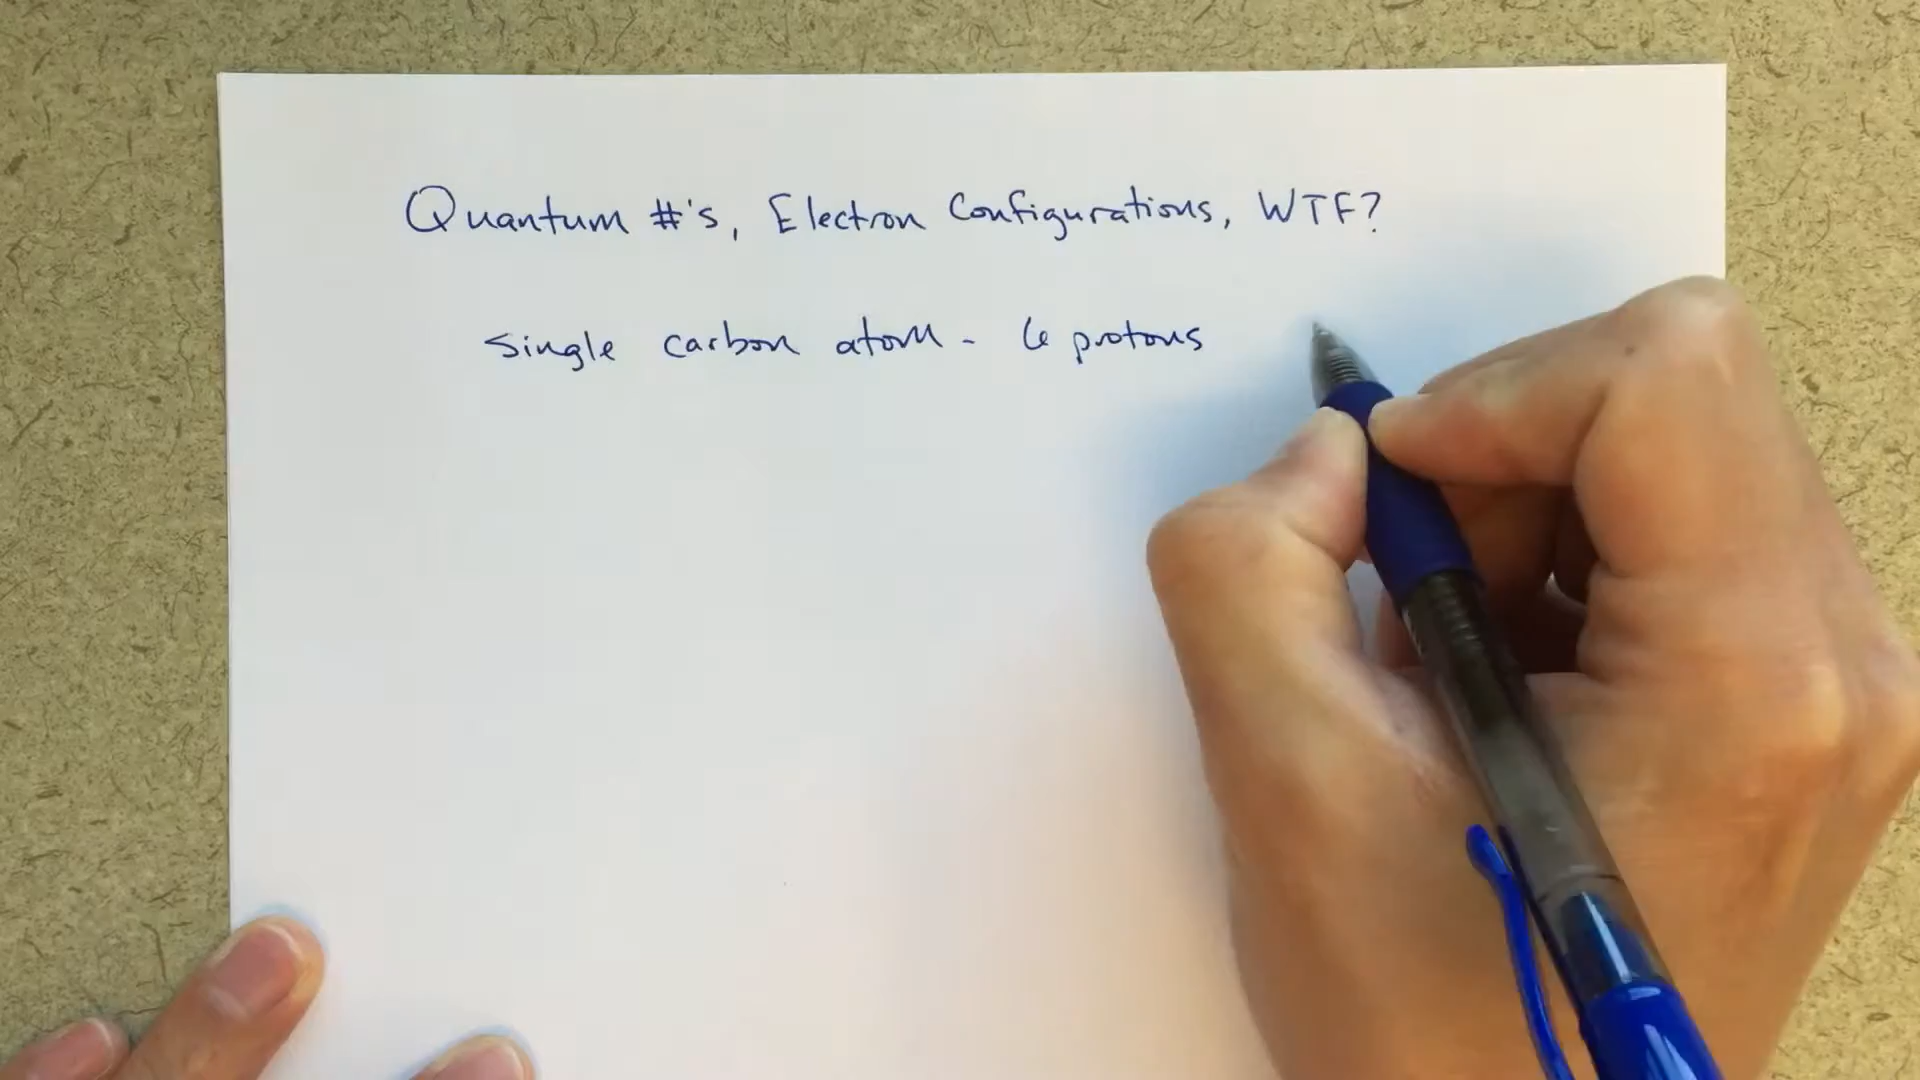 Quantum #'s, Electron Configurations, WTF?
Single carbon atom - 6 protons